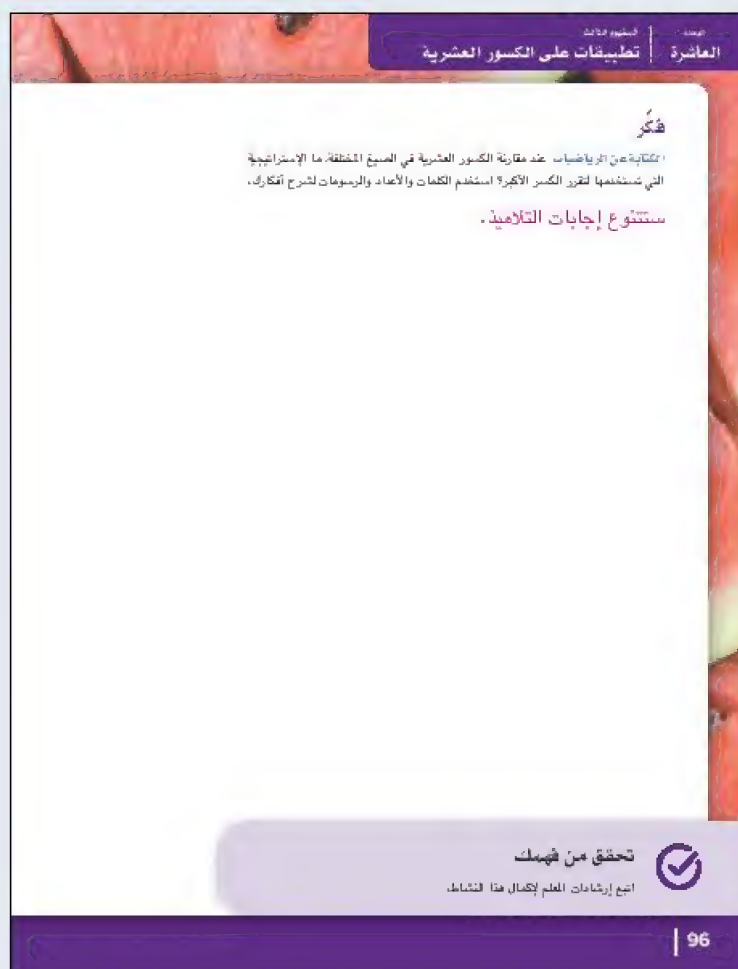 الوحدة
العاشرة
المفهوم الثالث
تطبيقات على الكسور العشرية
فكّر
الكتابة عن الرياضيات عند مقارنة الكسور العشرية في الصيغ المختلفة، ما الإستراتيجية
التي تستخدمها لتقرر الكسر الأكبر؟ استخدم الكلمات والأعداد والرسومات لشرح أفكارك.
ستتنوع إجابات التلاميذ.
تحقق من فهمك
اتبع إرشادات المعلم لإكمال هذا النشاط.
96